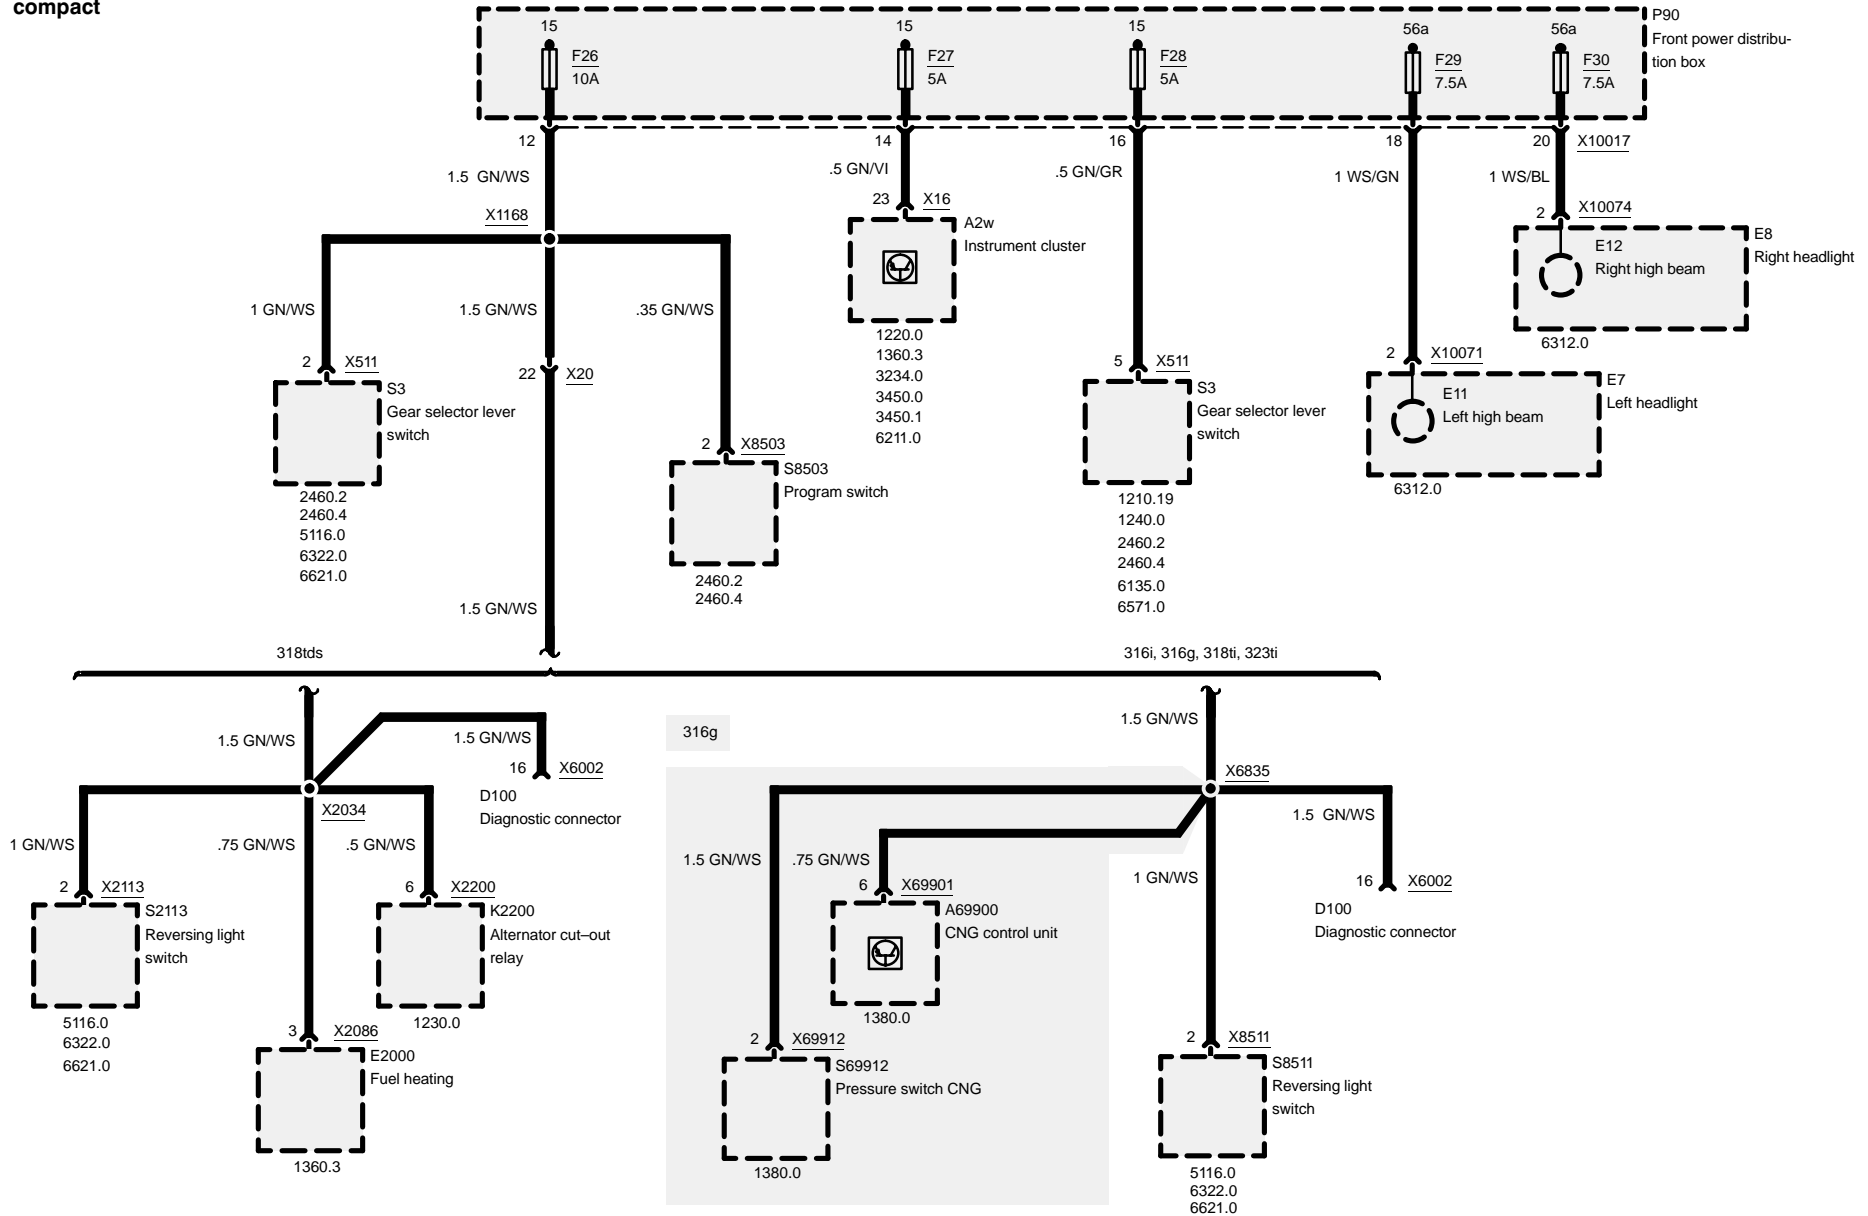 compact
P90
Front power distribu-
tion box
15
F26
10A
15
F27
5A
15
F28
5A
56a
F29
7.5A
56a
F30
7.5A
12
14
16
18
20
X10017
1.5 GN/WS
.5 GN/VI
.5 GN/GR
1 WS/GN
1 WS/BL
X1168
23
X16
A2w
Instrument cluster
1220.0
1360.3
3234.0
3450.0
3450.1
6211.0
2
X10074
E8
Right headlight
E12
Right high beam
6312.0
1 GN/WS
1.5 GN/WS
.35 GN/WS
2
X511
S3
Gear selector lever
switch
2460.2
2460.4
5116.0
6322.0
6621.0
22
X20
2
X8503
S8503
Program switch
2460.2
2460.4
5
X511
S3
Gear selector lever
switch
1210.19
1240.0
2460.2
2460.4
6135.0
6571.0
2
X10071
E7
Left headlight
E11
Left high beam
6312.0
1.5 GN/WS
318tds
316i, 316g, 318ti, 323ti
1.5 GN/WS
1.5 GN/WS
16
X6002
D100
Diagnostic connector
X2034
1 GN/WS
.75 GN/WS
.5 GN/WS
2
X2113
S2113
Reversing light
switch
5116.0
6322.0
6621.0
6
X2200
K2200
Alternator cut–out
relay
1230.0
3
X2086
E2000
Fuel heating
1360.3
316g
1.5 GN/WS
X6835
1.5 GN/WS
1.5 GN/WS
.75 GN/WS
1 GN/WS
6
X69901
A69900
CNG control unit
1380.0
16
X6002
D100
Diagnostic connector
2
X69912
S69912
Pressure switch CNG
1380.0
2
X8511
S8511
Reversing light
switch
5116.0
6322.0
6621.0